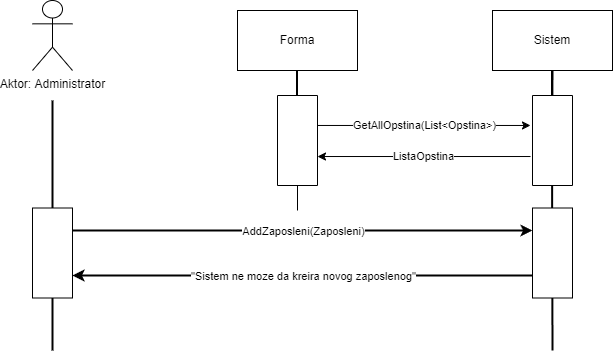 Forma
Sistem
Aktor: Administrator
GetAllOpstina(List<Opstina>)
ListaOpstina
AddZaposleni(Zaposleni)
"Sistem ne moze da kreira novog zaposlenog"